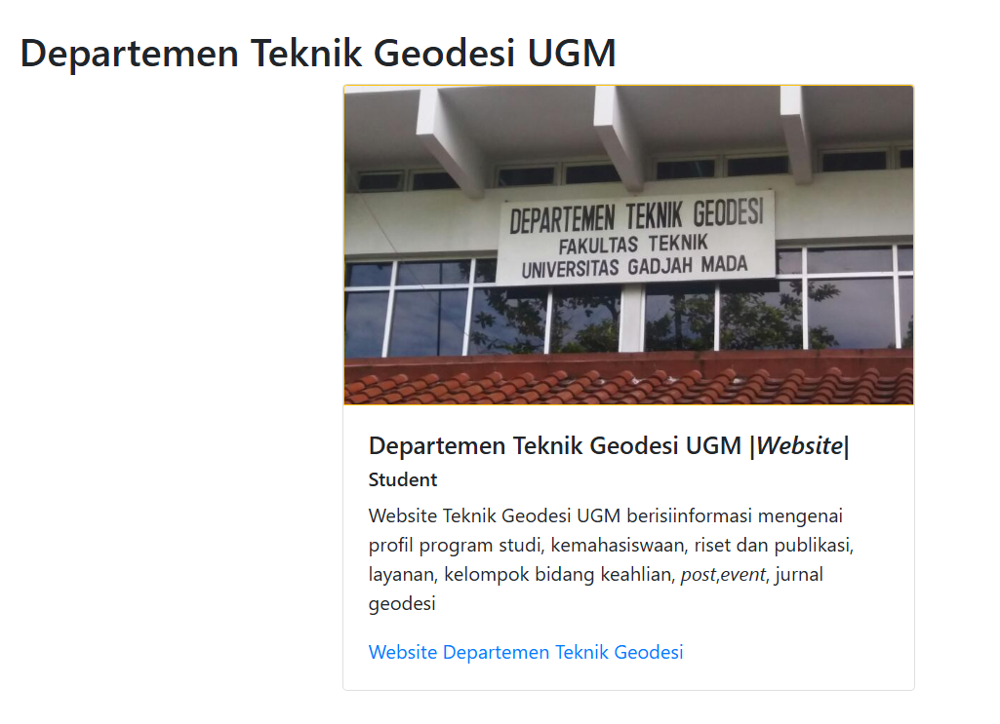 Departemen Teknik Geodesi UGM
DEPARTEMEN TEKNIK GEODESI
FAKULTAS TEKNIK
UNIVERSITAS GADJAH MADA
Departemen Teknik Geodesi UGM |Website|
Student
Website Teknik Geodesi UGM berisiinformasi mengenai
profil program studi, kemahasiswaan, riset dan publikasi,
layanan, kelompok bidang keahlian, post,event, jurnal
geodesi
Website Departemen Teknik Geodesi